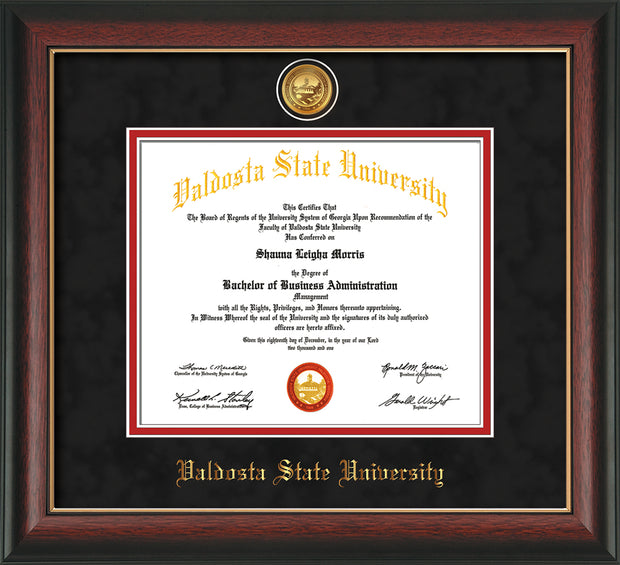 Valdosta State University
This Certifies That
The Board of Regents of the University System of Georgia Upon Recommendation of the
Faculty of Valdosta State University
Has Conferred on
Shauna Leigha Morris
the Degree of
Bachelor of Business Administration
Management
with all the Rights, Privileges, and Honors thereunto appertaining.
In Witness Whereof the seal of the University and the signatures of its duly authorized
officers are hereto affixed.
Given this eighteenth day of December, in the year of our Lord
two thousand and one
Chancellor of the University System of Georgia
President of the University
Dean, College of Business Administration
Registrar
Valdosta State University